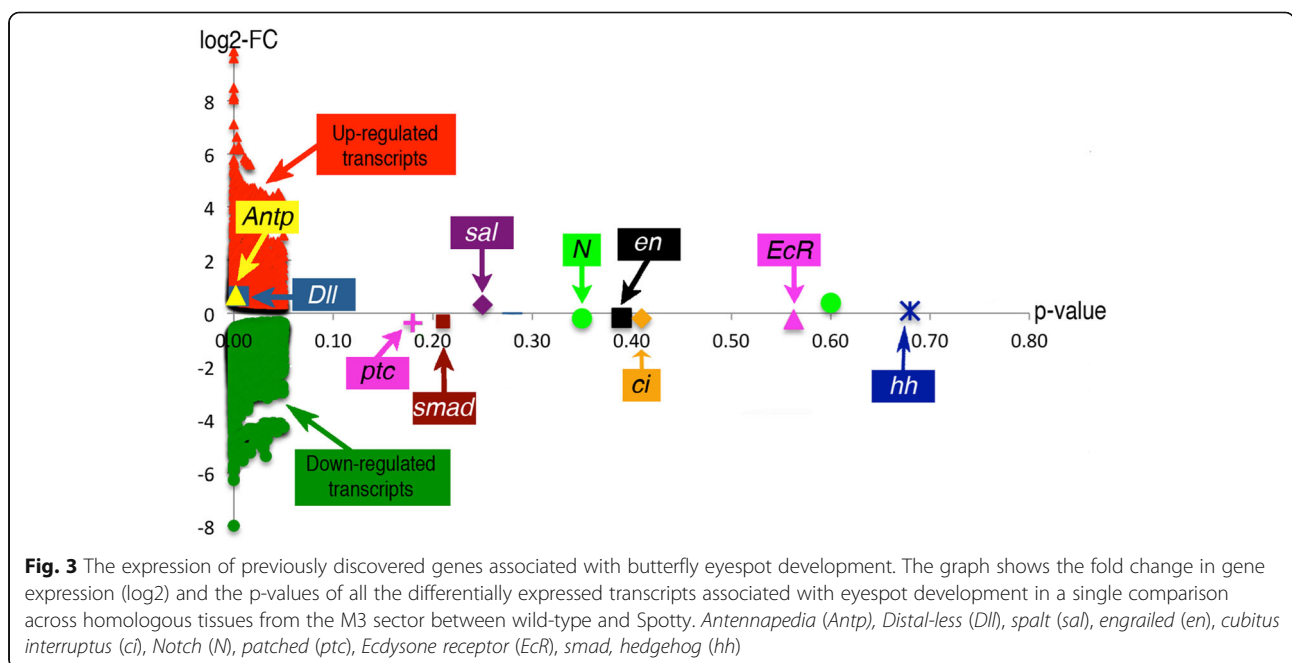 log2-FC
8
Up-regulated
transcripts
6
4
Antp
sal
N
en
EcR
2
Dll
0
p-value
0.00 0.10 0.20 0.30 0.40 0.50 0.60 0.70 0.80
-2
ptc
smad
ci
hh
-4
Down-regulated
transcripts
-6
-8
Fig. 3 The expression of previously discovered genes associated with butterfly eyespot development. The graph shows the fold change in gene
expression (log2) and the p-values of all the differentially expressed transcripts associated with eyespot development in a single comparison
across homologous tissues from the M3 sector between wild-type and Spotty. Antennapedia (Antp), Distal-less (Dll), spalt (sal), engrailed (en), cubitus
interruptus (ci), Notch (N), patched (ptc), Ecdysone receptor (EcR), smad, hedgehog (hh)